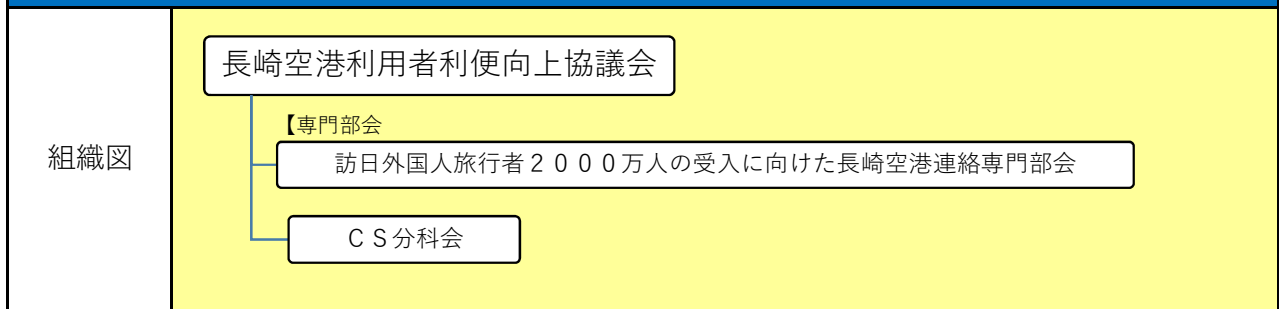 長崎空港利用者利便向上協議会
【専門部会
組織図
訪日外国人旅行者２０００万人の受入に向けた長崎空港連絡専門部会
ＣＳ分科会